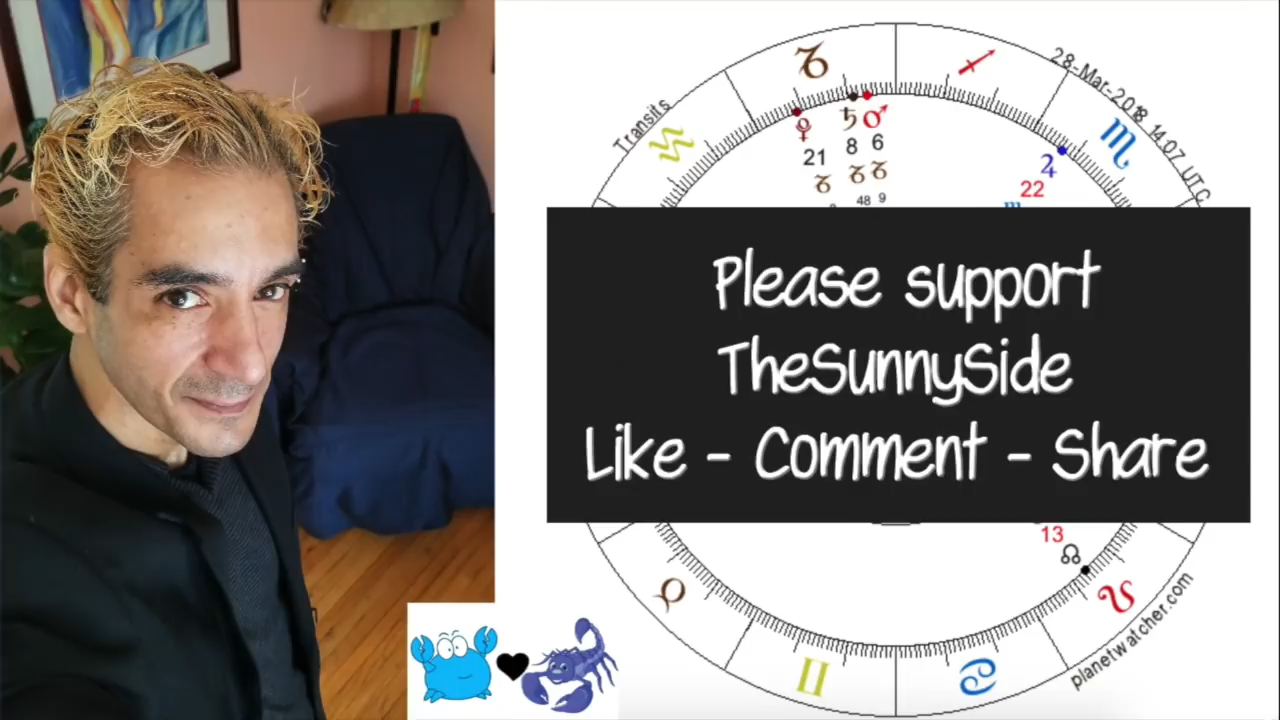 Transits
28-Mar-2018 14.07 UTC
21
8
6
48
9
22
Please support
TheSunnySide
Like - Comment - Share
13
planetwatcher.com